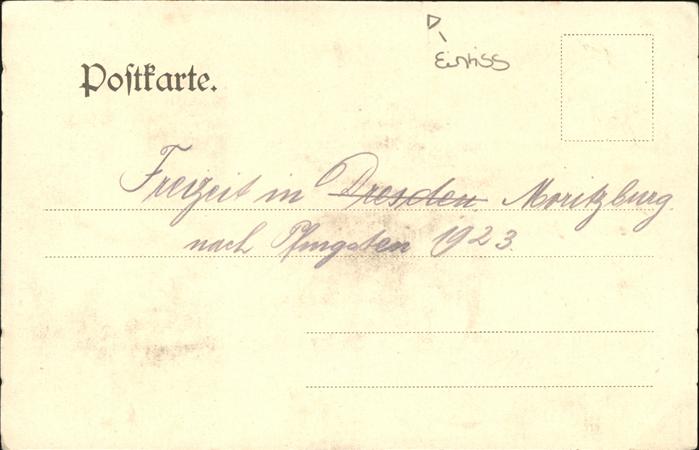 Einriss
Postkarte.
Freizeit in Dresden Moritzburg
nach Pfingsten 1923.